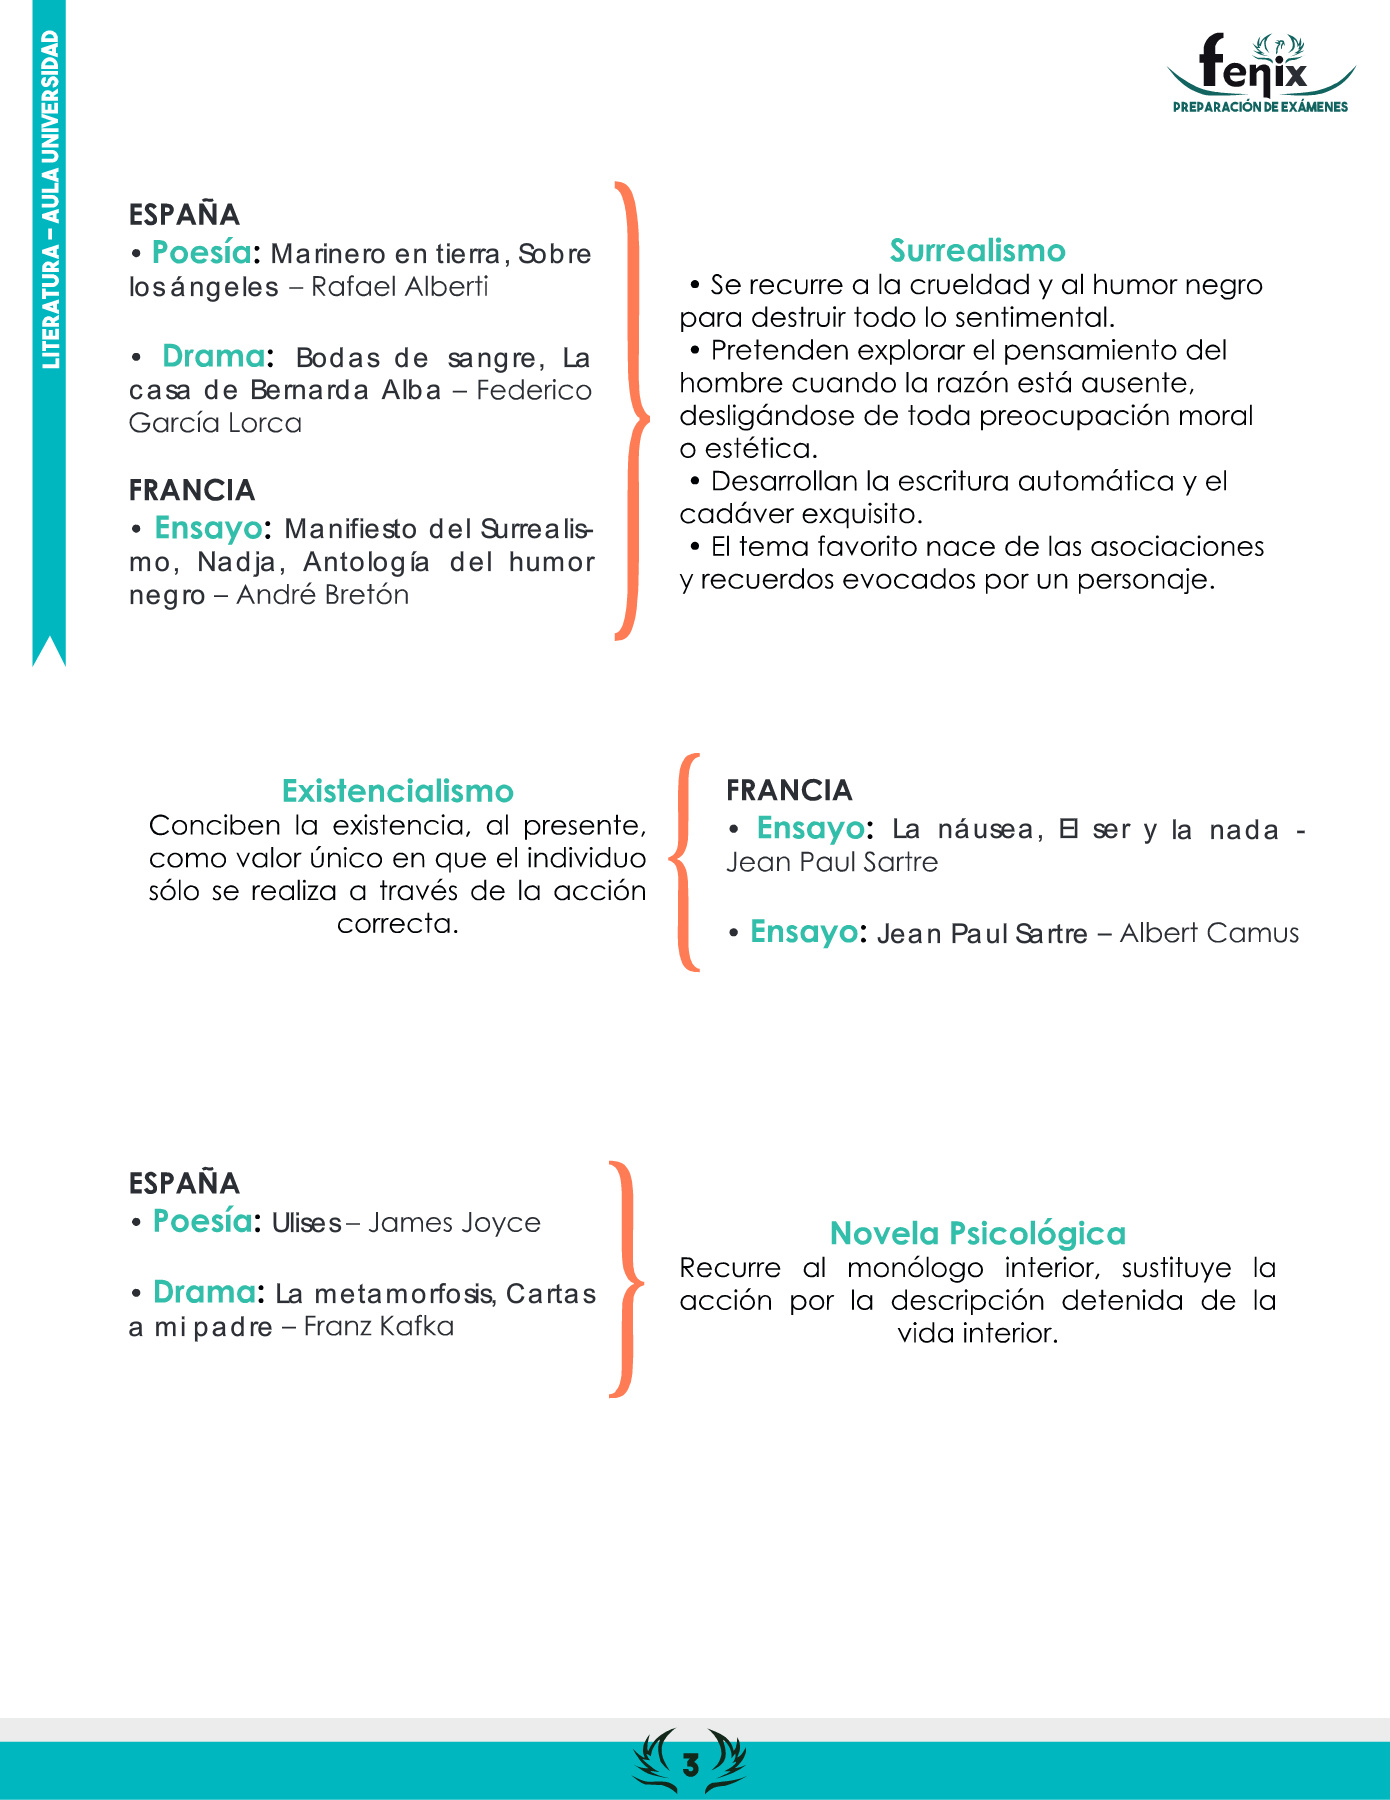 LITERATURA – AULA UNIVERSIDAD
fenix
PREPARACIÓN DE EXÁMENES
ESPAÑA
• Poesía: Marinero en tierra, Sobre
los ángeles – Rafael Alberti
• Drama: Bodas de sangre, La
casa de Bernarda Alba – Federico
García Lorca
FRANCIA
• Ensayo: Manifiesto del Surrealis-
mo, Nadja, Antología del humor
negro – André Bretón
Surrealismo
• Se recurre a la crueldad y al humor negro
para destruir todo lo sentimental.
• Pretenden explorar el pensamiento del
hombre cuando la razón está ausente,
desligándose de toda preocupación moral
o estética.
• Desarrollan la escritura automática y el
cadáver exquisito.
• El tema favorito nace de las asociaciones
y recuerdos evocados por un personaje.
Existencialismo
Conciben la existencia, al presente,
como valor único en que el individuo
sólo se realiza a través de la acción
correcta.
FRANCIA
• Ensayo: La náusea, El ser y la nada -
Jean Paul Sartre
• Ensayo: Jean Paul Sartre – Albert Camus
ESPAÑA
• Poesía: Ulises – James Joyce
• Drama: La metamorfosis, Cartas
a mi padre – Franz Kafka
Novela Psicológica
Recurre al monólogo interior, sustituye la
acción por la descripción detenida de la
vida interior.
3